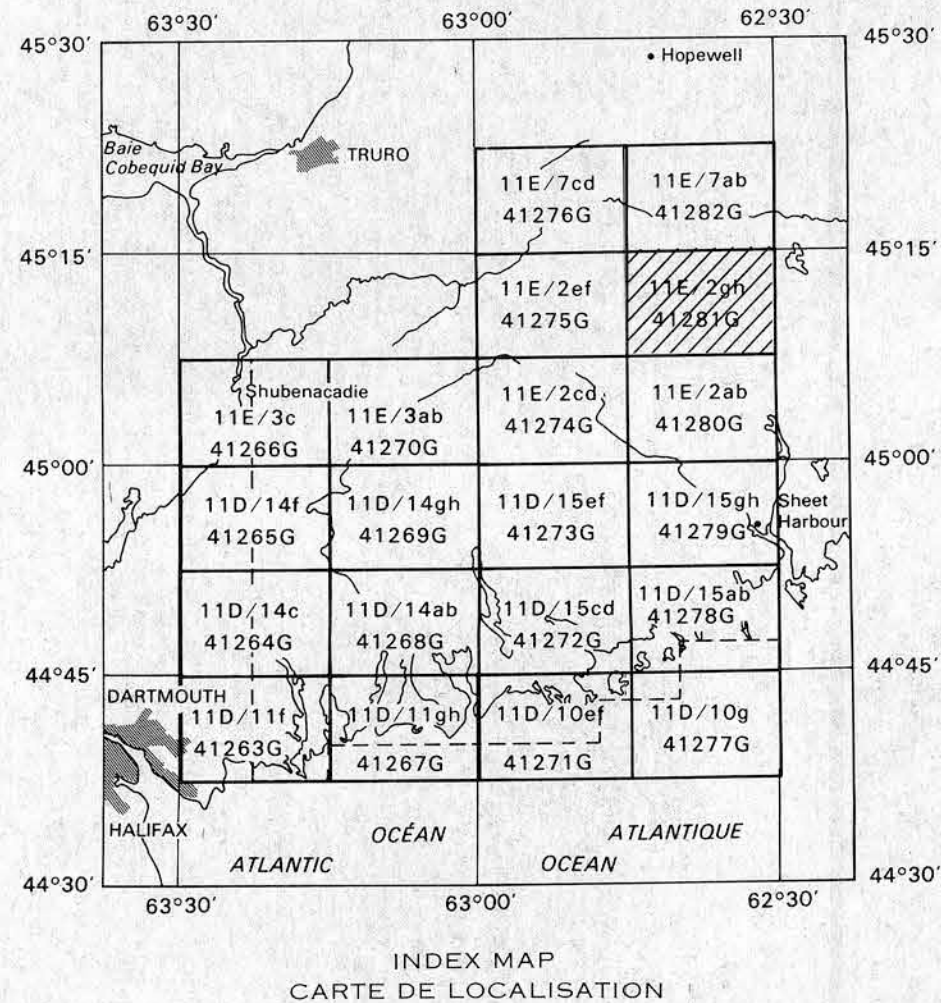 63°30′ 63°00′ 62°30′
45°30′ 45°30′
Hopewell
Baie
Cobequid Bay
TRURO
11E/7cd 11E/7ab
41276G 41282G
45°15′ 45°15′
11E/2ef 11E/2gh
41275G 41281G
Shubenacadie
11E/3c 11E/3ab 11E/2cd 11E/2ab
41266G 41270G 41274G 41280G
45°00′ 45°00′
11D/14f 11D/14gh 11D/15ef 11D/15gh
41265G 41269G 41273G 41279G
Sheet
Harbour
11D/14c 11D/14ab 11D/15cd 11D/15ab
41264G 41268G 41272G 41278G
44°45′ 44°45′
DARTMOUTH
11D/11f 11D/11gh 11D/10ef 11D/10g
41263G 41267G 41271G 41277G
HALIFAX
OCÉAN ATLANTIQUE
ATLANTIC OCEAN
44°30′ 44°30′
63°30′ 63°00′ 62°30′
INDEX MAP
CARTE DE LOCALISATION